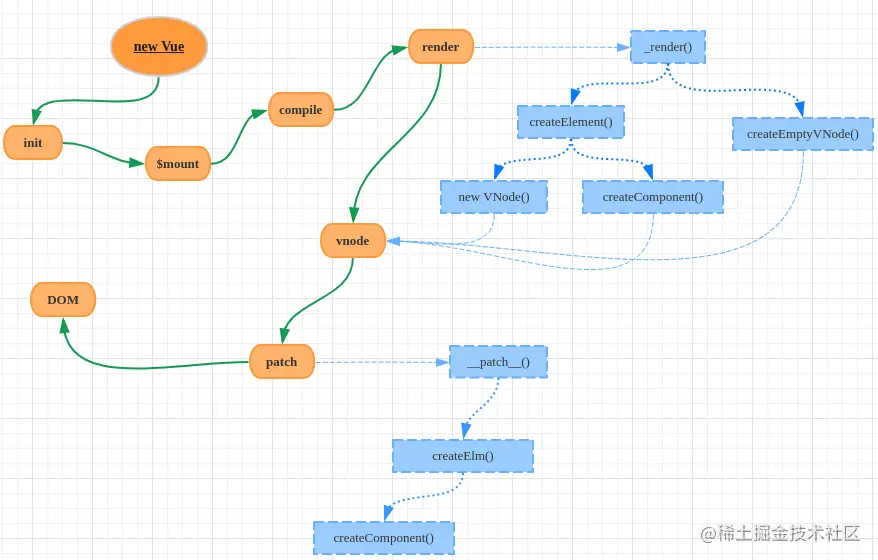 new Vue
render
_render()
compile
createElement()
createEmptyVNode()
init
$mount
new VNode()
createComponent()
vnode
DOM
patch
__patch__()
createElm()
createComponent()
@稀土掘金技术社区